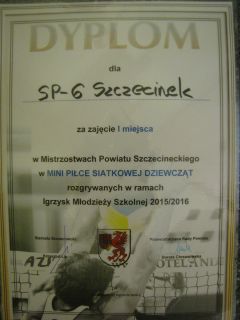 DYPLOM
dla
SP-6 Szczecinek
za zajęcie I miejsca
w Mistrzostwach Powiatu Szczecineckiego
w MINI PIŁCE SIATKOWEJ DZIEWCZĄT
rozgrywanych w ramach
Igrzysk Młodzieży Szkolnej 2015/2016